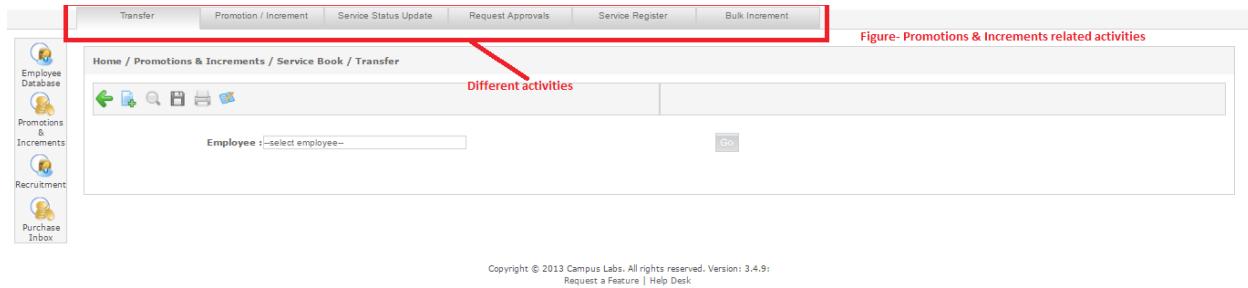 Transfer
Promotion / Increment
Service Status Update
Request Approvals
Service Register
Bulk Increment
Figure- Promotions & Increments related activities
Employee
Database
Promotions
&
Increments
Recruitment
Purchase
Inbox
Home / Promotions & Increments / Service Book / Transfer
Different activities
Employee : --select employee--
Go
Copyright © 2013 Campus Labs. All rights reserved. Version: 3.4.9:
Request a Feature | Help Desk